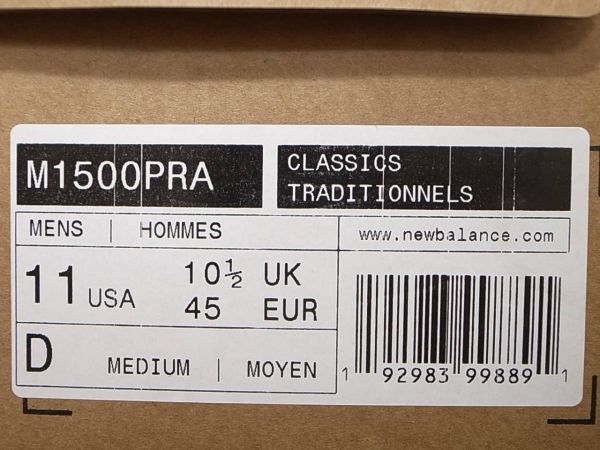 M1500PRA
CLASSICS
TRADITIONNELS
MENS | HOMMES
www.newbalance.com
11 USA
10½ UK
45 EUR
D MEDIUM | MOYEN
1 92983 99889 1